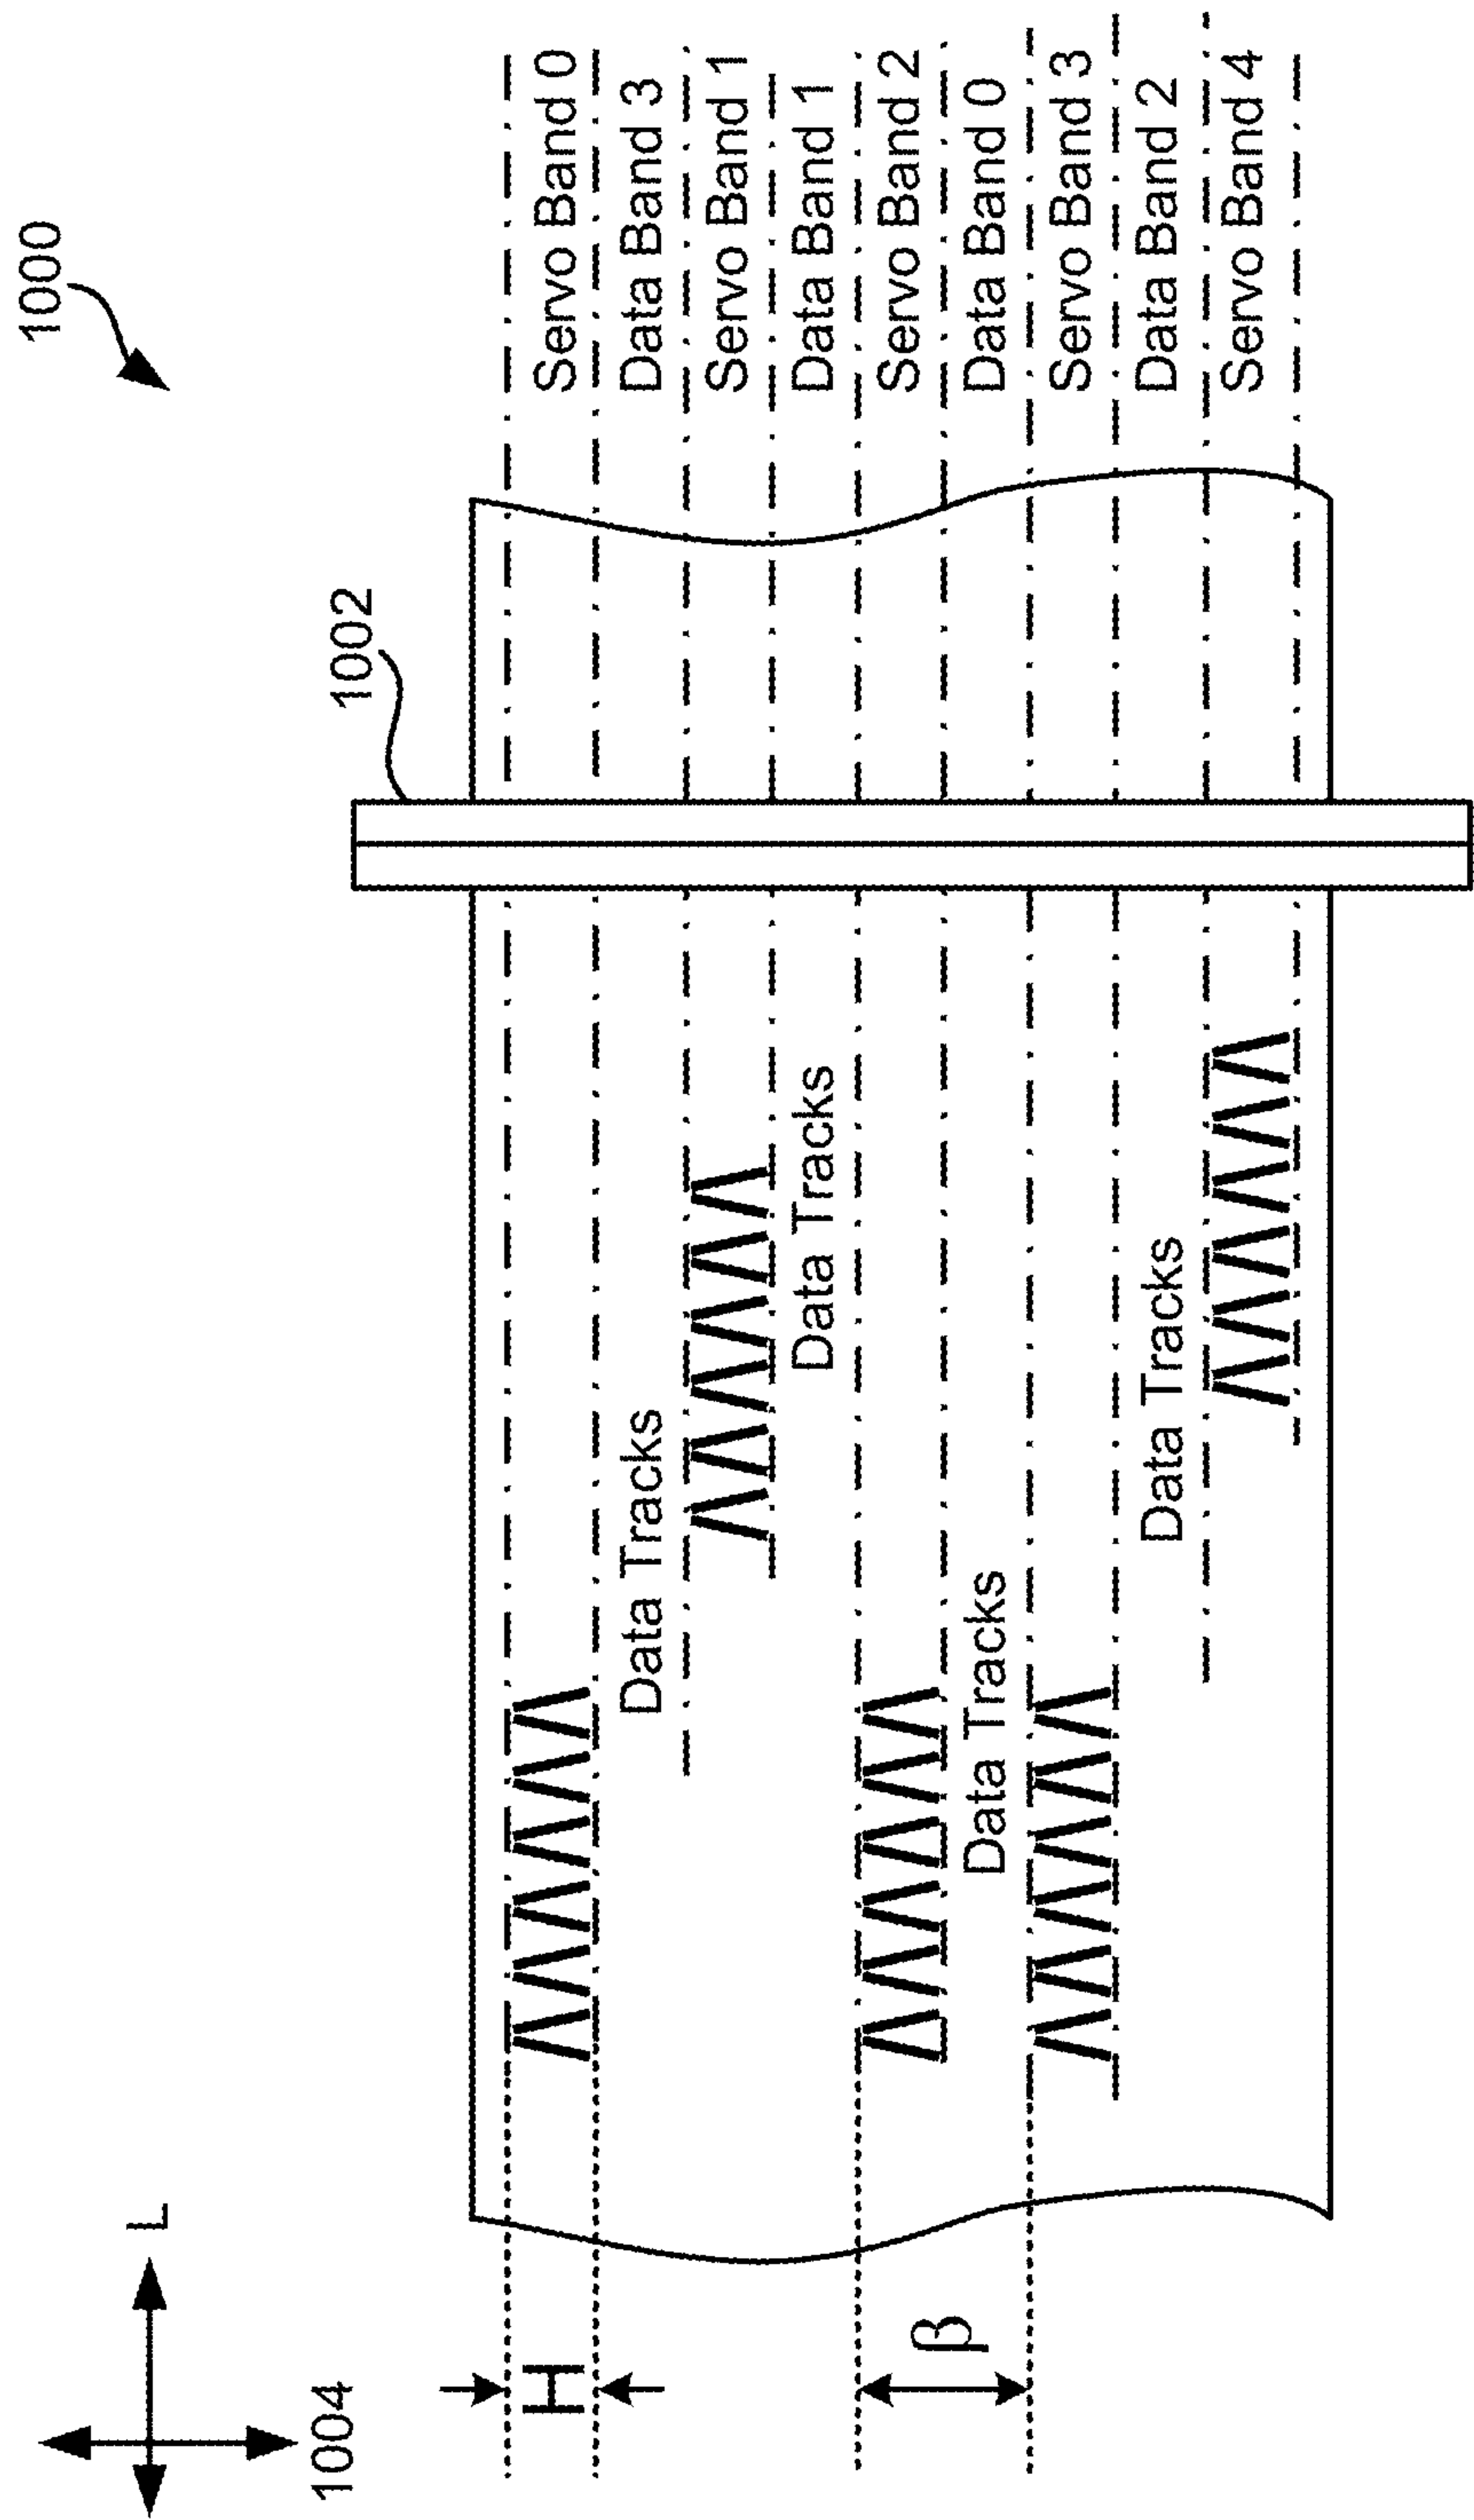 1000
1002
Servo Band 0
Data Band 3
Servo Band 1
Data Band 1
Servo Band 2
Data Band 0
Servo Band 3
Data Band 2
Servo Band 4
Data Tracks
Data Tracks
Data Tracks
Data Tracks
L
1004
H
β